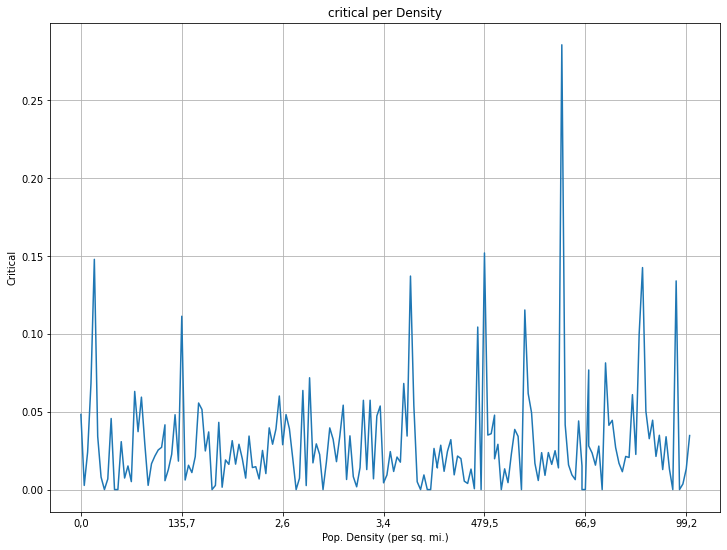 critical per Density
Critical
0.25
0.20
0.15
0.10
0.05
0.00
0,0 135,7 2,6 3,4 479,5 66,9 99,2
Pop. Density (per sq. mi.)